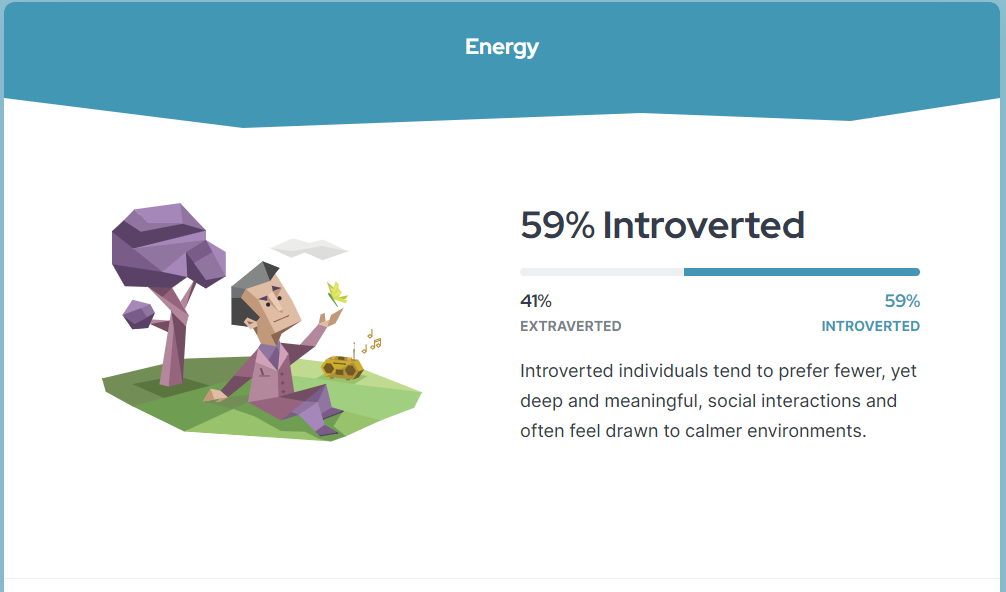 Energy
59% Introverted
41%
59%
EXTRAVERTED
INTROVERTED
Introverted individuals tend to prefer fewer, yet
deep and meaningful, social interactions and
often feel drawn to calmer environments.